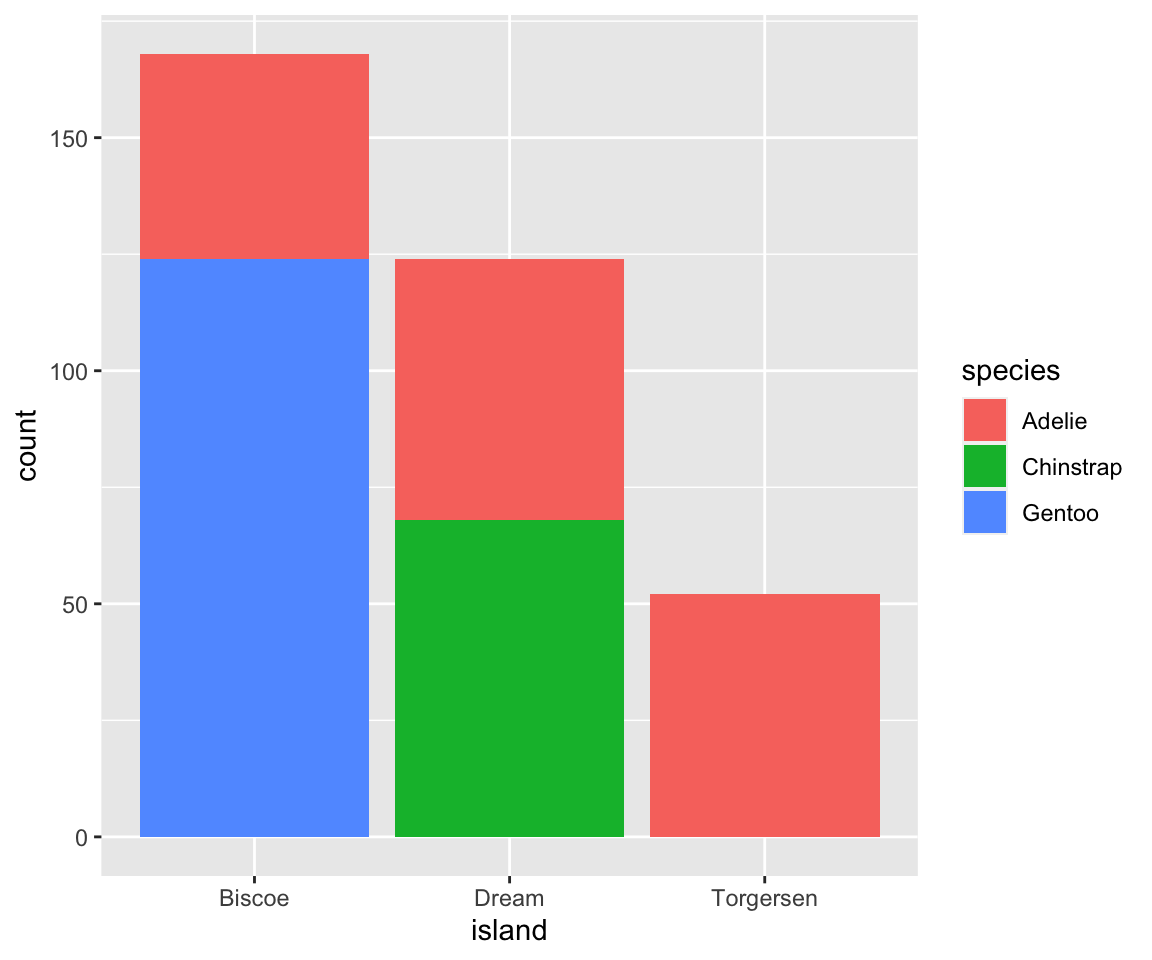 150
100
50
0
count
Biscoe
Dream
Torgersen
island
species
Adelie
Chinstrap
Gentoo